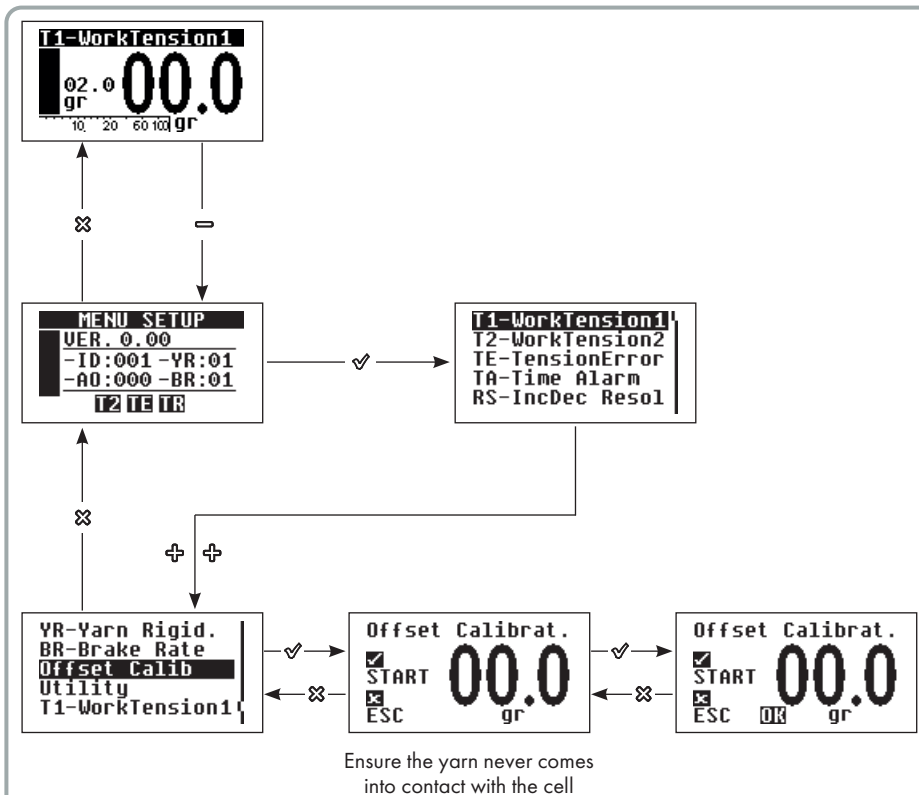 T1-WorkTension1
02.0
gr
00.0
10 20 60 100 gr
MENU SETUP
VER. 0.00
-ID:001 -YR:01
-AO:000 -BR:01
T2 TE TR
T1-WorkTension1
T2-WorkTension2
TE-TensionError
TA-Time Alarm
RS-IncDec Resol
YR-Yarn Rigid.
BR-Brake Rate
Offset Calib
Utility
T1-WorkTension1
Offset Calibrat.
START
00.0
ESC
gr
Offset Calibrat.
START
00.0
ESC OK gr
Ensure the yarn never comes
into contact with the cell